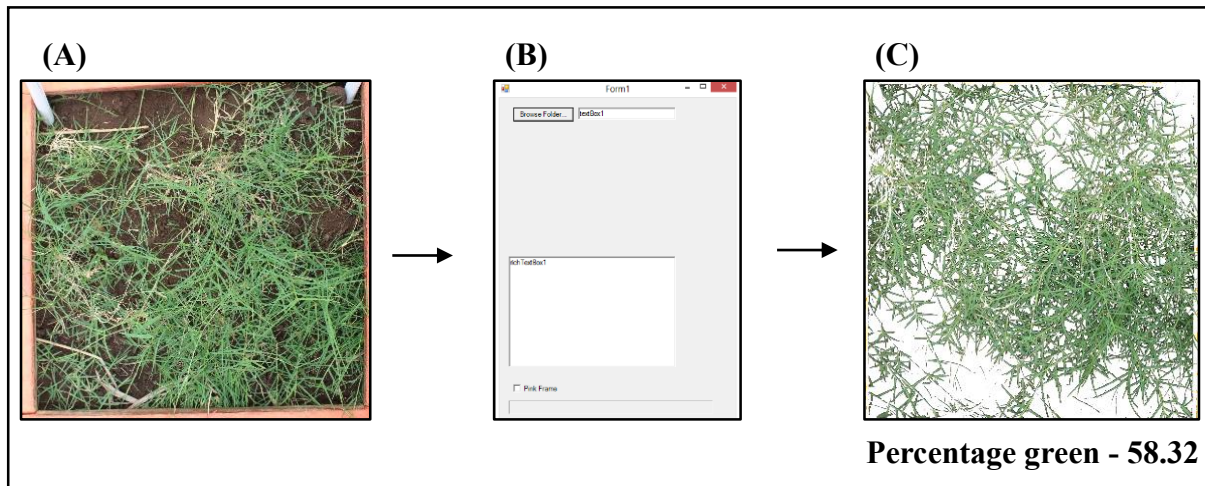 (A)
(B)
(C)
Form1
Browse Folder...
textBox1
richTextBox1
Pink Frame
Percentage green - 58.32